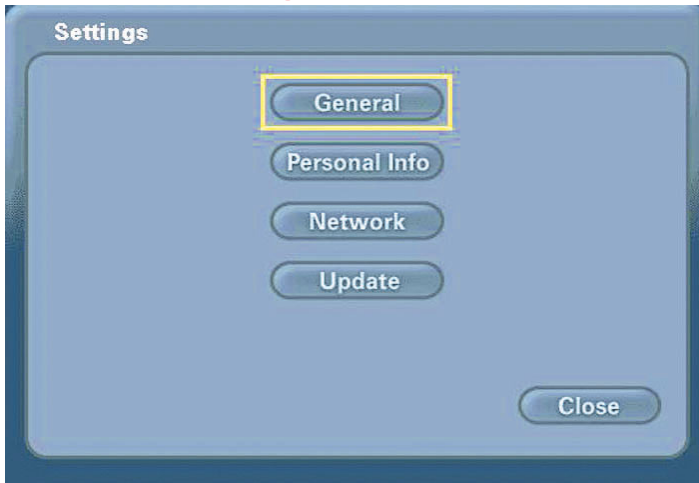 Settings
General
Personal Info
Network
Update
Close